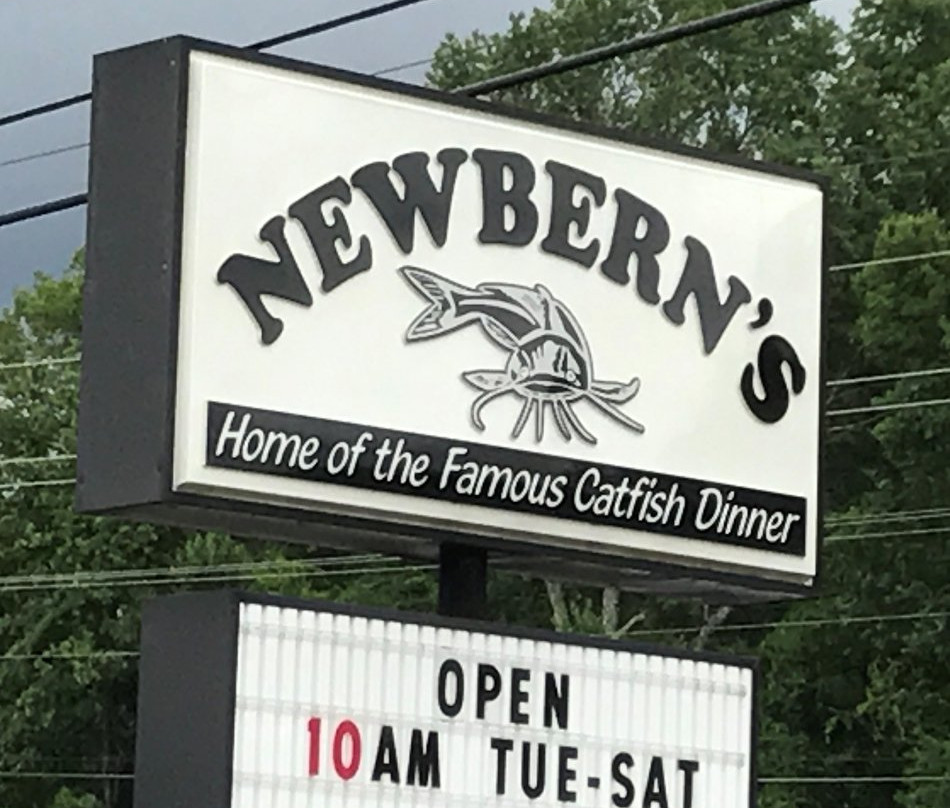 NEWBERN'S
Home of the Famous Catfish Dinner
OPEN
10AM TUE-SAT